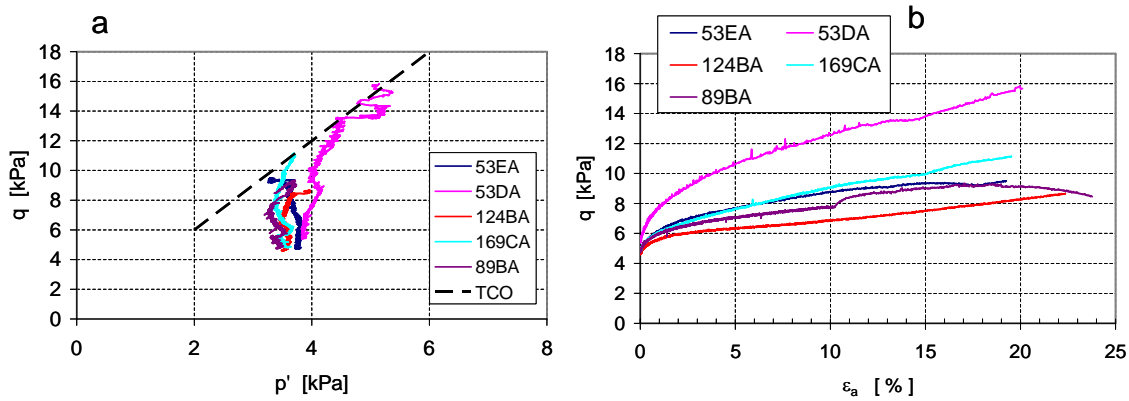 a
18
16
14
12
10
8
6
4
2
0
q [kPa]
0 2 4 6 8
p' [kPa]
53EA
53DA
124BA
169CA
89BA
TCO
b
53EA 53DA
124BA 169CA
89BA
18
16
14
12
10
8
6
4
2
0
q [kPa]
0 5 10 15 20 25
εa [ % ]